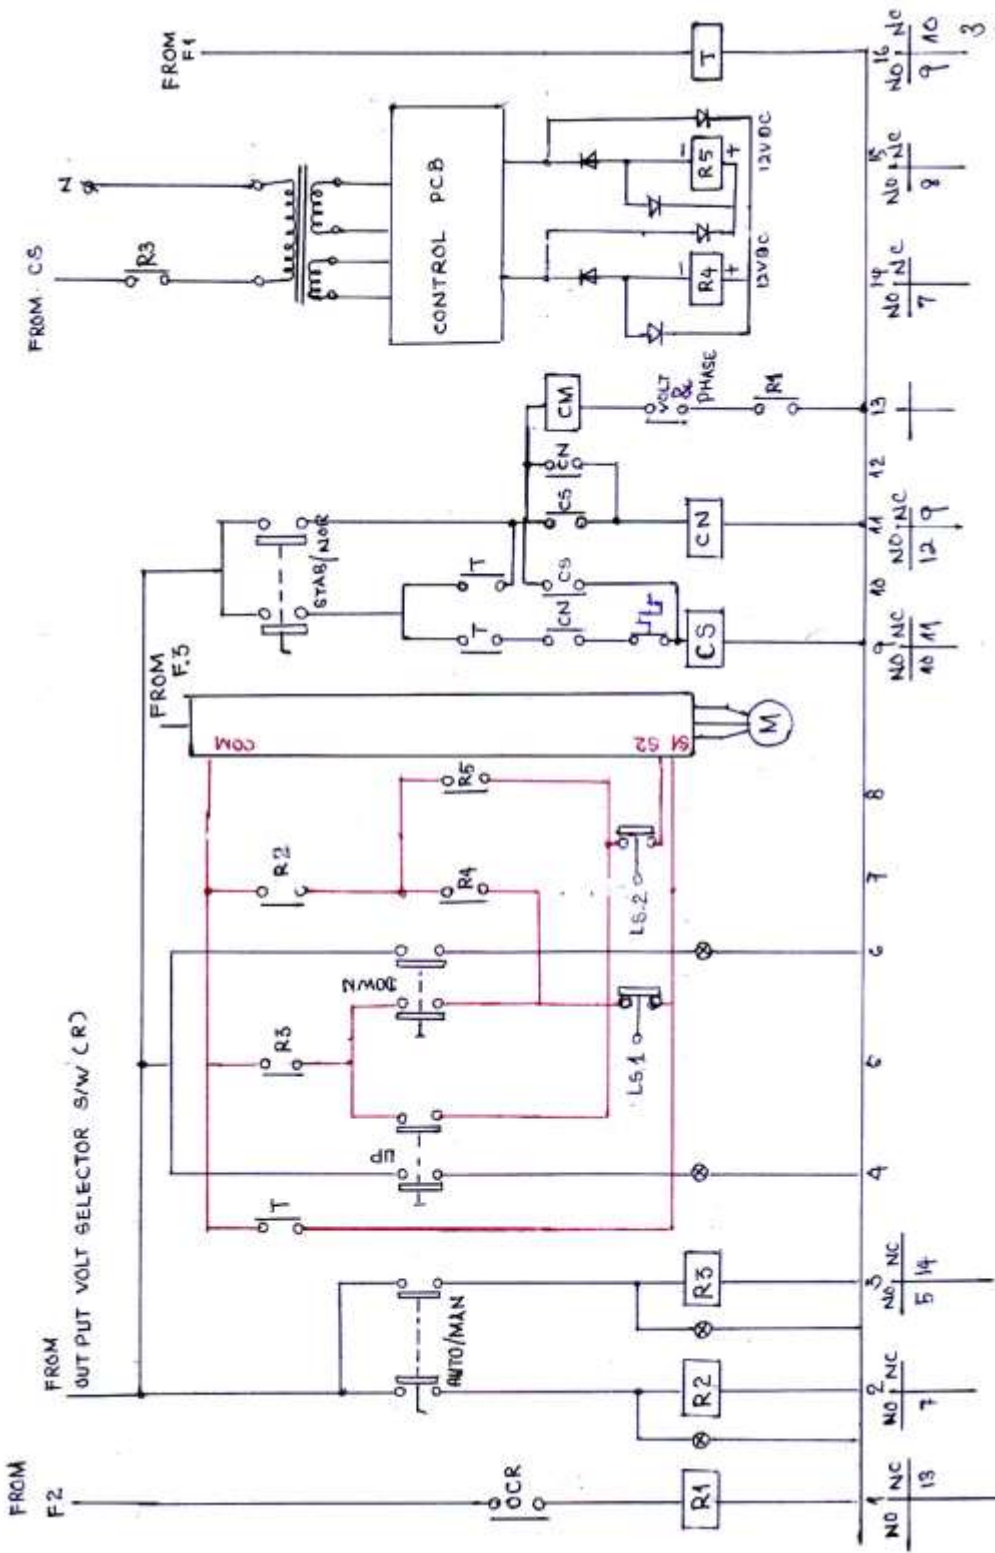 FROM
F2
FROM
OUTPUT VOLT SELECTOR S/W (R)
FROM
F.3
FROM CS
N
FROM
F1
OCR
AUTO/MAN
T
UP
R3
DOWN
R2
R4
R5
COM
S1 S2
M
LS.1
LS.2
STAB/NOR
T
T
CN
CS
CS
CN
CM
VOLT
&
PHASE
R1
R3
CONTROL PCB
R1
R2
R3
CS
CN
R4
R5
T
- +
- +
12VDC
12VDC
1 2 3 4 6 6 7 8 9 10 11 12 13 14 15 16
NO NC
13
NO NC
7
NO NC
5 14
NO NC
10 11
NO NC
12 9
NO NC
7
NO NC
8
NO NC
9 10
3